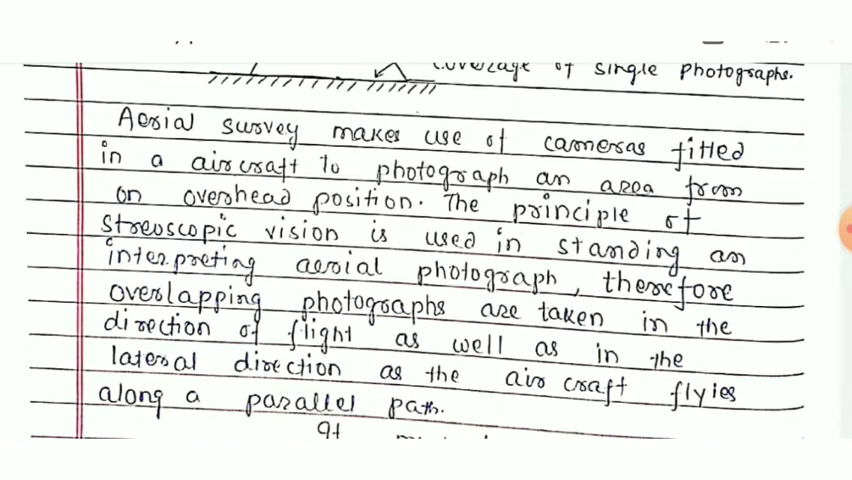 coverage of single photographs.
Aerial survey makes use of cameras fitted
in a aircraft to photograph an area from
on overhead position. The principle of
streoscopic vision is used in standing an
interpreting aerial photograph, therefore
overlapping photographs are taken in the
direction of flight as well as in the
lateral direction as the air craft flyies
along a parallel path.